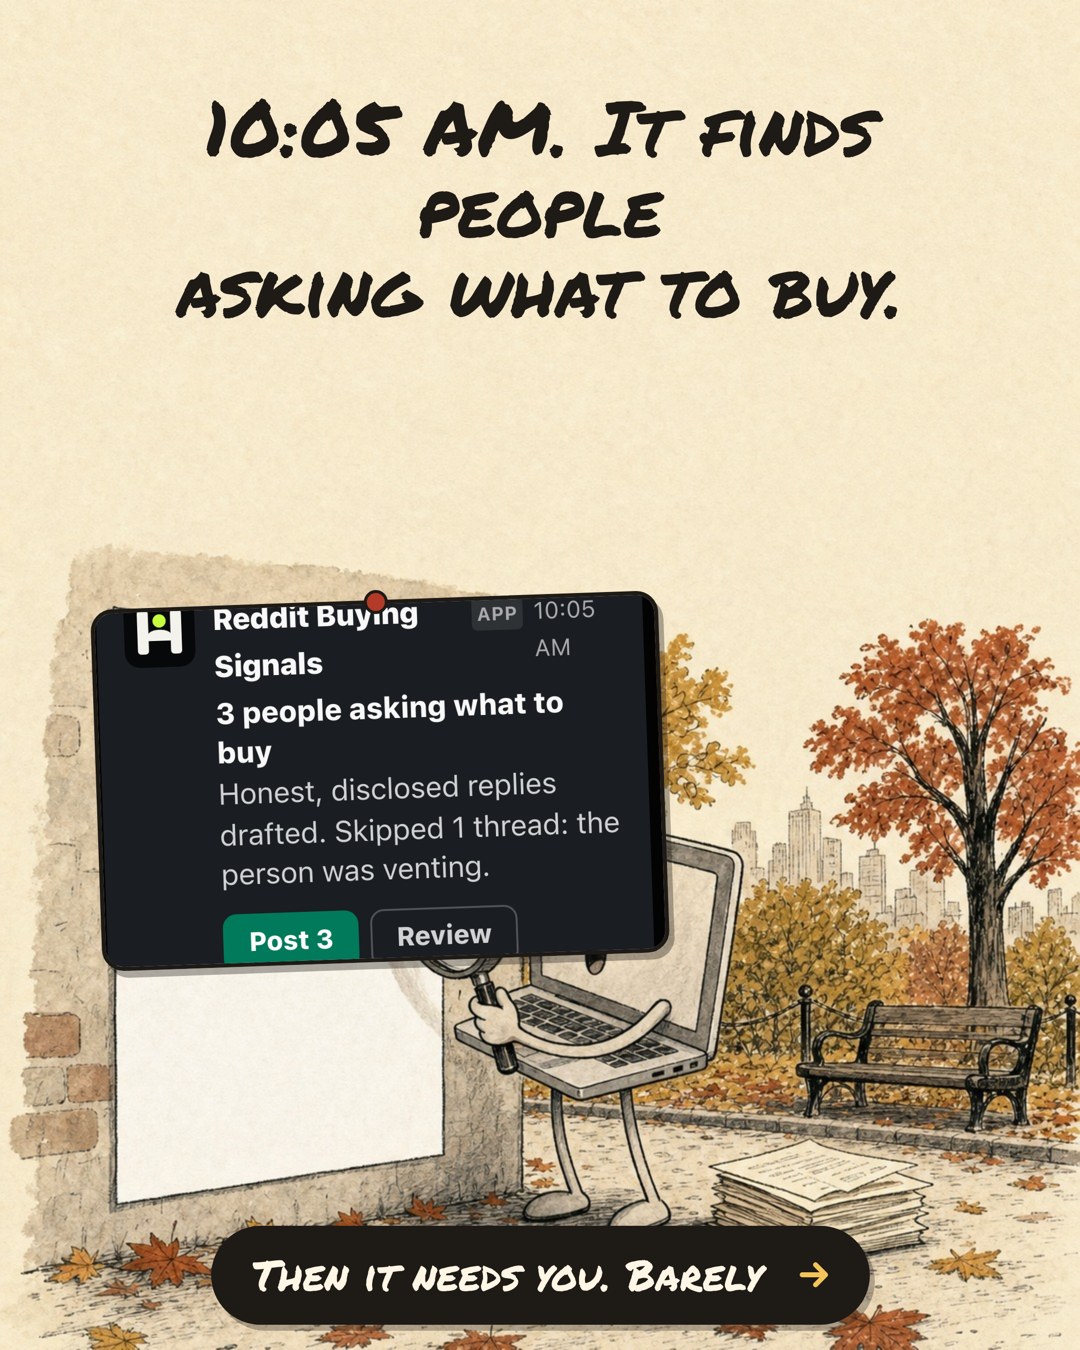 10:05 AM. IT FINDS
PEOPLE
ASKING WHAT TO BUY.
Reddit Buying APP 10:05
Signals AM
3 people asking what to
buy
Honest, disclosed replies
drafted. Skipped 1 thread: the
person was venting.
Post 3 Review
THEN IT NEEDS YOU. BARELY →